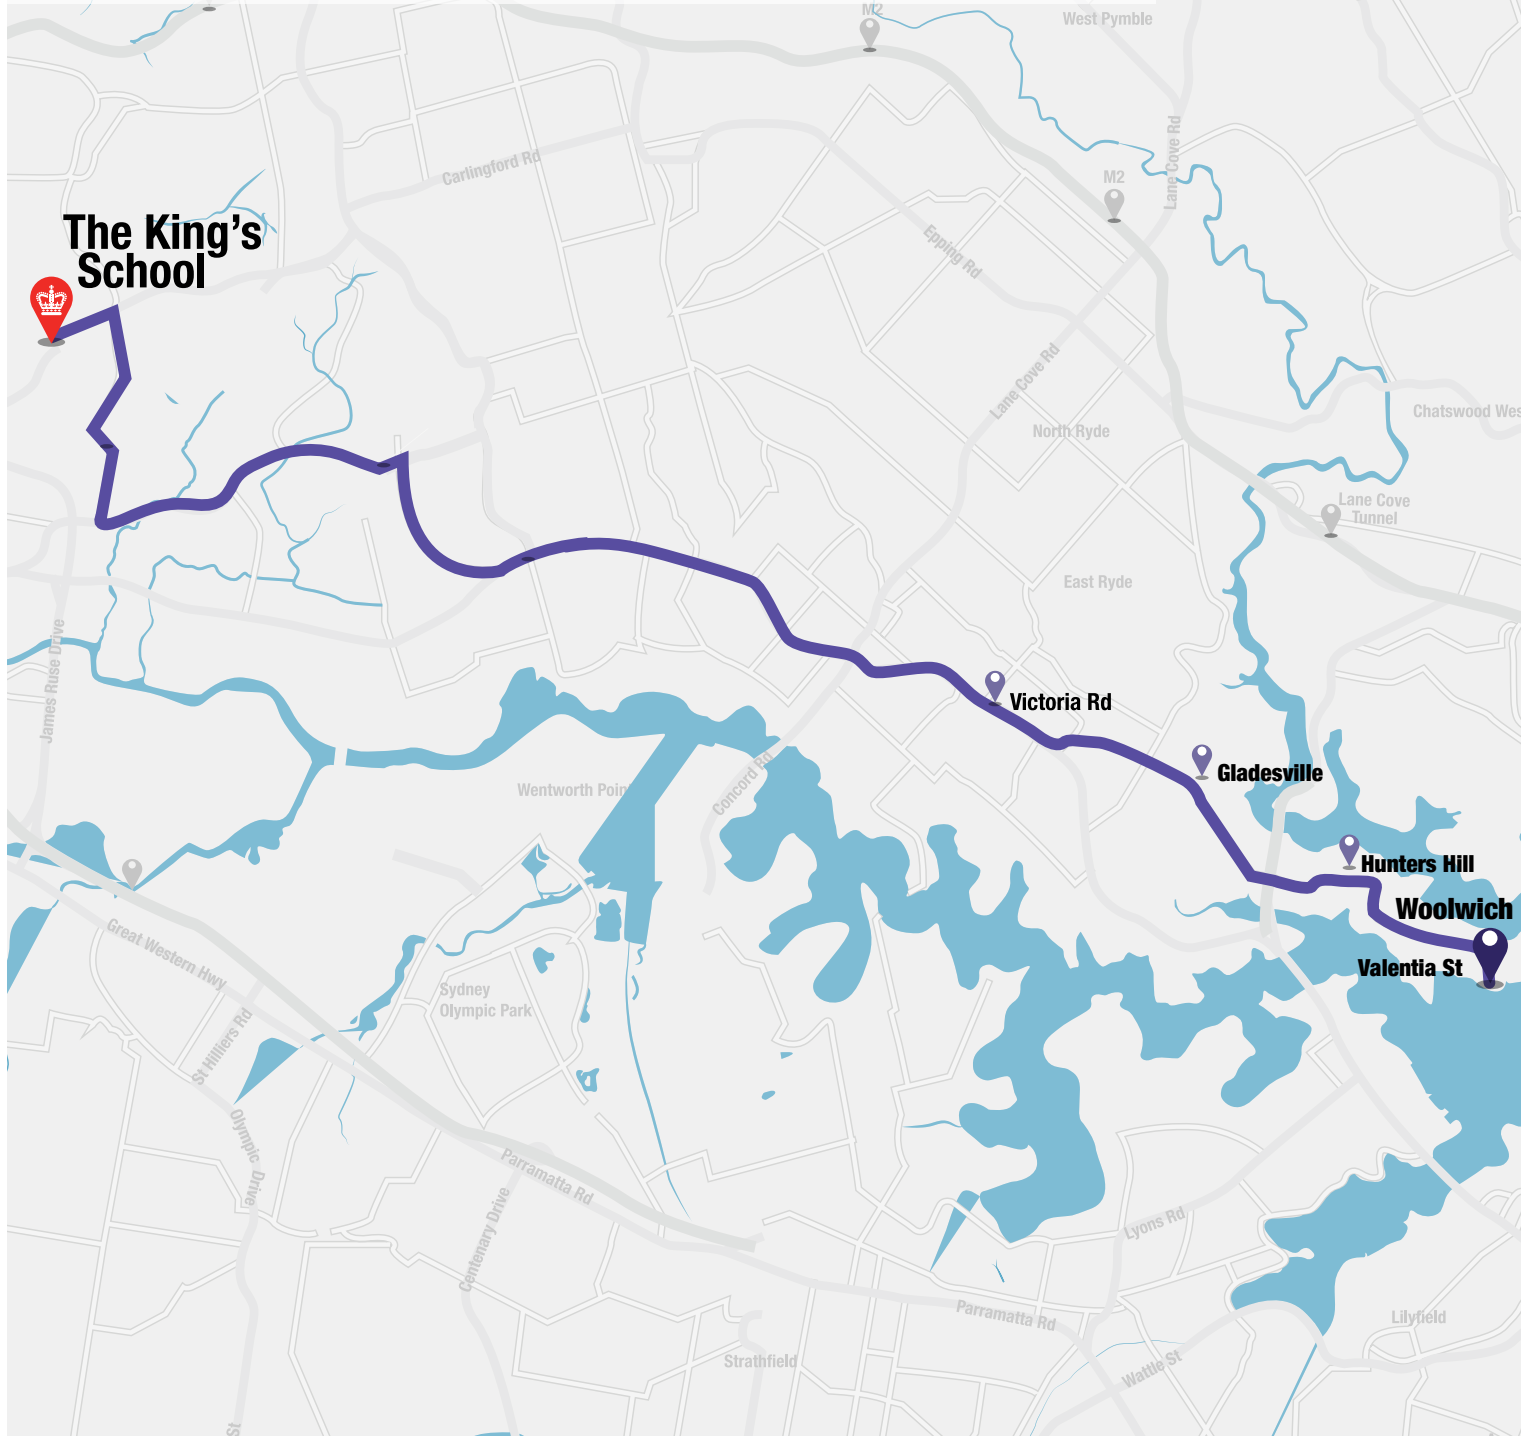 M2
West Pymble
Lane Cove Rd
Carlingford Rd
M2
The King's
School
Epping Rd
Lane Cove Rd
Chatswood Wes
North Ryde
Lane Cove
Tunnel
East Ryde
James Ruse Drive
Victoria Rd
Gladesville
Wentworth Poin
Concord Rd
Hunters Hill
Woolwich
Valentia St
Great Western Hwy
Sydney
Olympic Park
St Hilliers Rd
Olympic Drive
Parramatta Rd
Centenary Drive
Lyons Rd
Parramatta Rd
Lilyfield
Strathfield
Wattle St
St